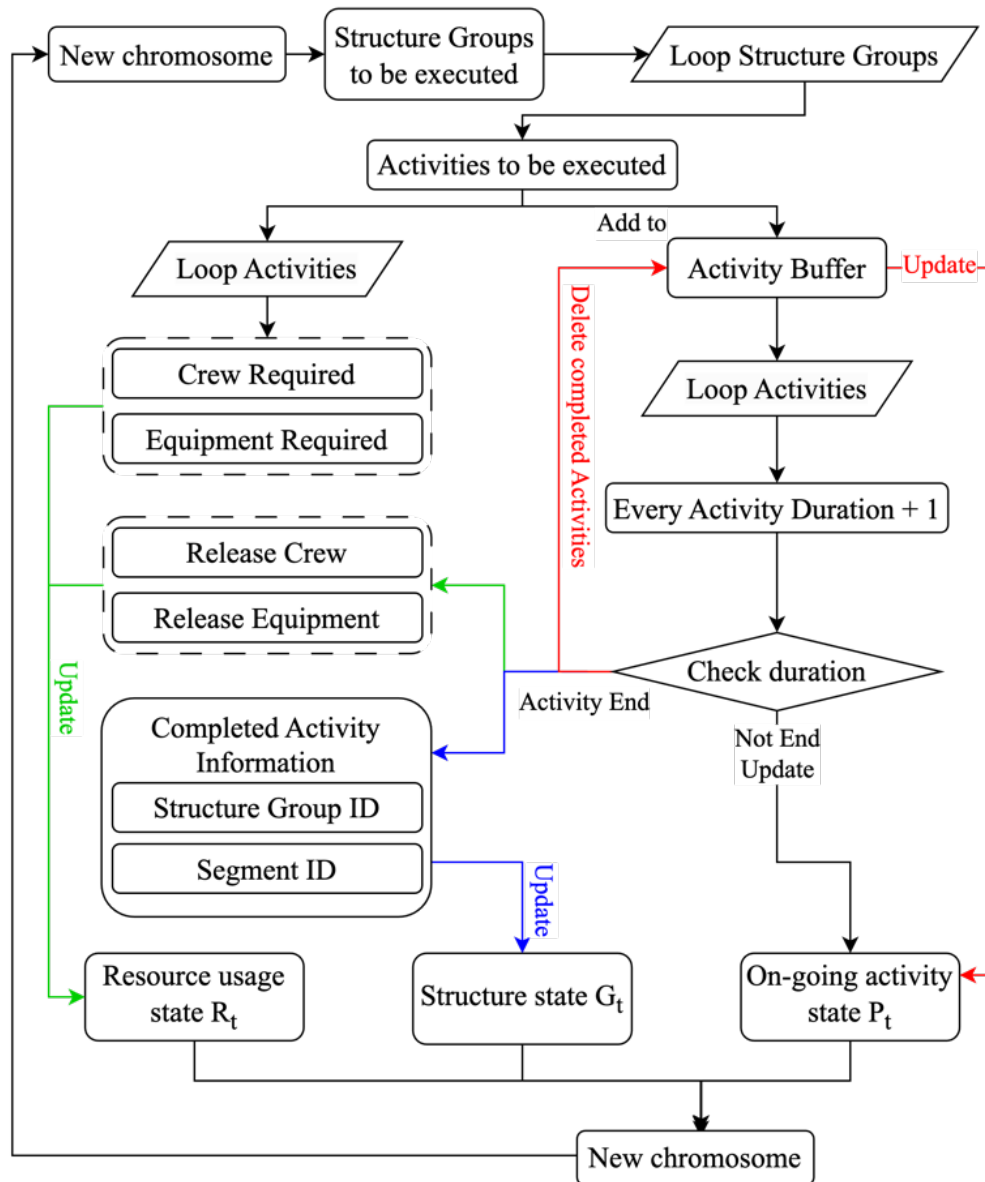 New chromosome
Structure Groups
to be executed
Loop Structure Groups
Activities to be executed
Add to
Loop Activities
Activity Buffer
Update
Delete completed Activities
Loop Activities
Crew Required
Equipment Required
Every Activity Duration + 1
Release Crew
Release Equipment
Update
Check duration
Activity End
Not End
Update
Completed Activity
Information
Structure Group ID
Segment ID
Update
Resource usage
state Rt
Structure state Gt
On-going activity
state Pt
New chromosome